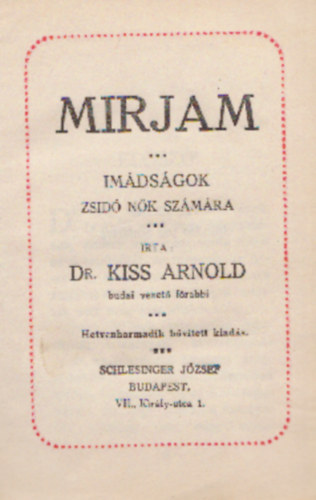 MIRJAM
IMÁDSÁGOK
ZSIDÓ NŐK SZÁMÁRA
IRTA:
DR. KISS ARNOLD
budai vezető főrabbi
Hetvenharmadik bővített kiadás.
SCHLESINGER JÓZSEF
BUDAPEST,
VII., Király-utca 1.